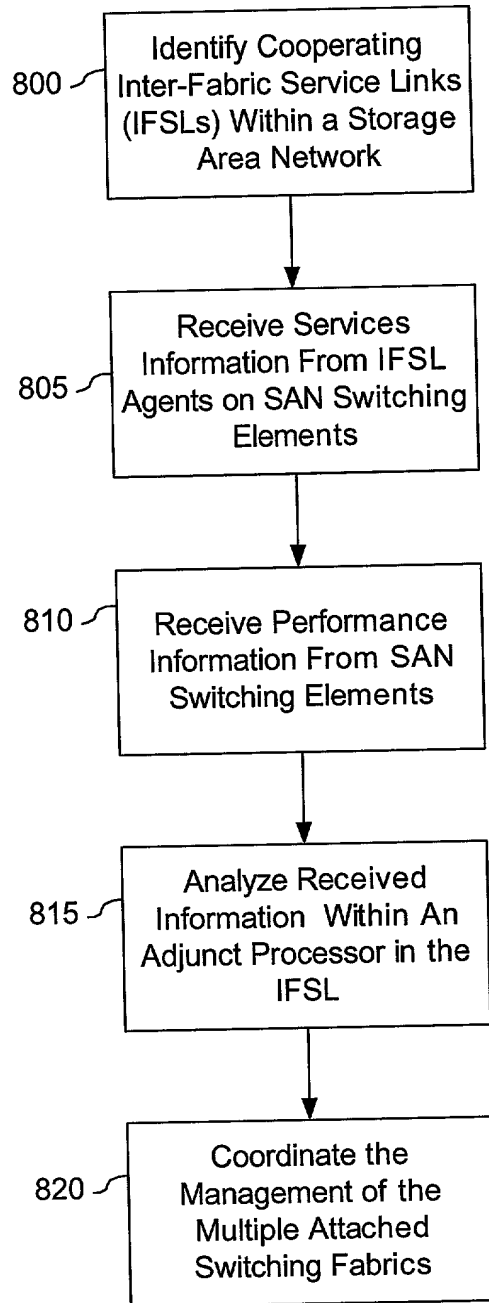 800
Identify Cooperating
Inter-Fabric Service Links
(IFSLs) Within a Storage
Area Network
805
Receive Services
Information From IFSL
Agents on SAN Switching
Elements
810
Receive Performance
Information From SAN
Switching Elements
815
Analyze Received
Information Within An
Adjunct Processor in the
IFSL
820
Coordinate the
Management of the
Multiple Attached
Switching Fabrics